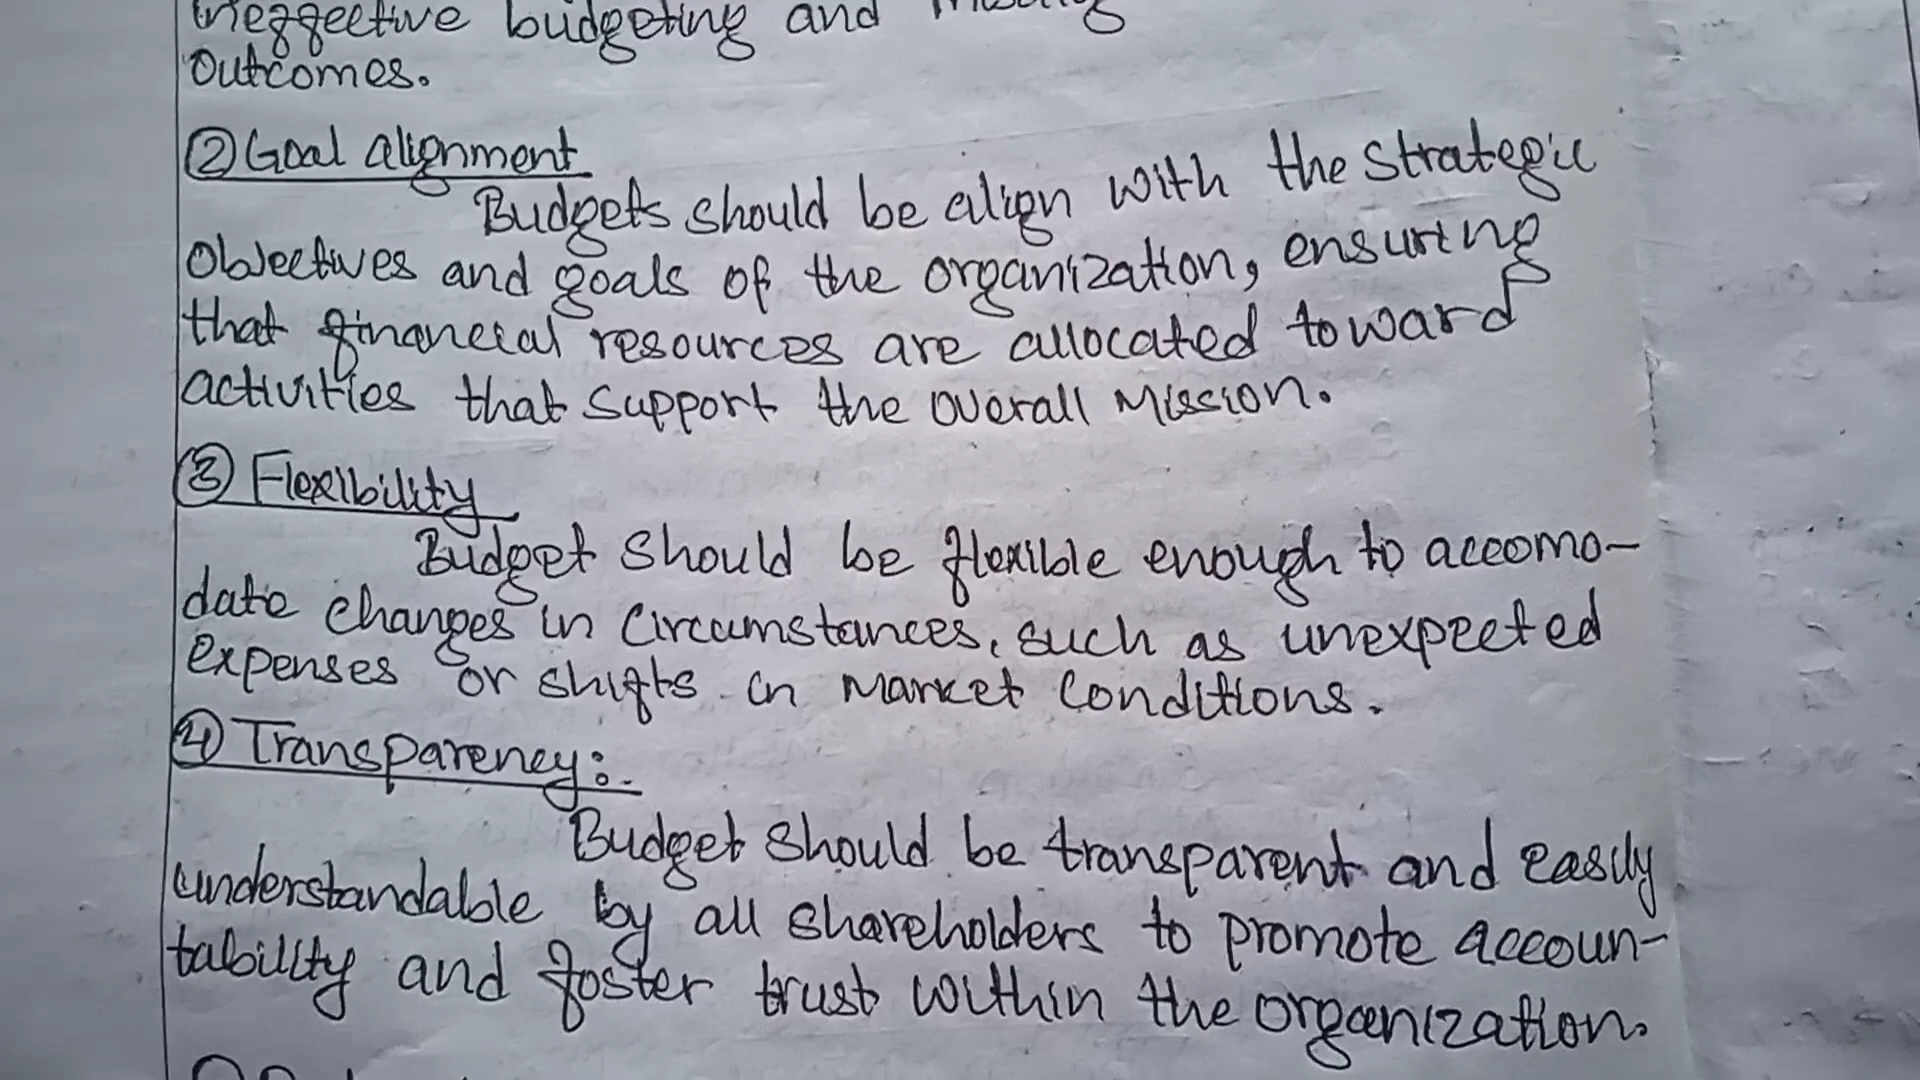 ineffective budgeting and
Outcomes.
② Goal alignment
Budgets should be align with the strategic
Objectives and goals of the organization, ensuring
that financial resources are allocated toward
activities that support the overall Mission.
③ Flexibility
Budget should be flexible enough to accomo-
date changes in circumstances, such as unexpected
expenses or shifts in market conditions.
④ Transparency:-
Budget should be transparent and easily
understandable by all shareholders to promote accoun-
tability and foster trust within the organization.